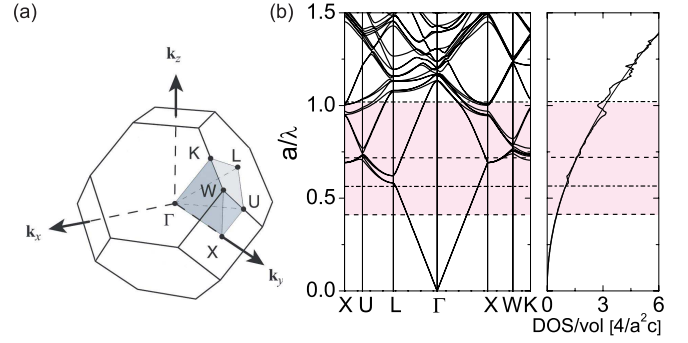 (a)
k_z
K
L
W
U
Γ
X
k_x
k_y
(b)
a/λ
1.5
1.0
0.5
0.0
X U L Γ X W K
0 3 6
DOS/vol [4/a²c]